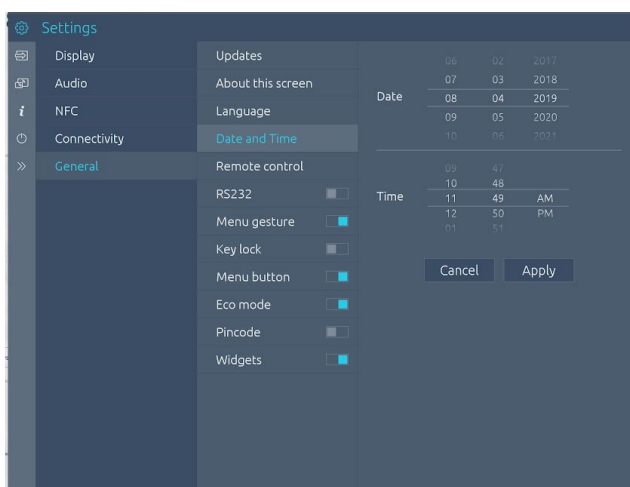 Settings
Display
Audio
NFC
Connectivity
General
Updates
About this screen
Language
Date and Time
Remote control
RS232
Menu gesture
Key lock
Menu button
Eco mode
Pincode
Widgets
Date
06 02 2017
07 03 2018
08 04 2019
09 05 2020
10 06 2021
Time
09 47
10 48
11 49 AM
12 50 PM
01 51
Cancel Apply